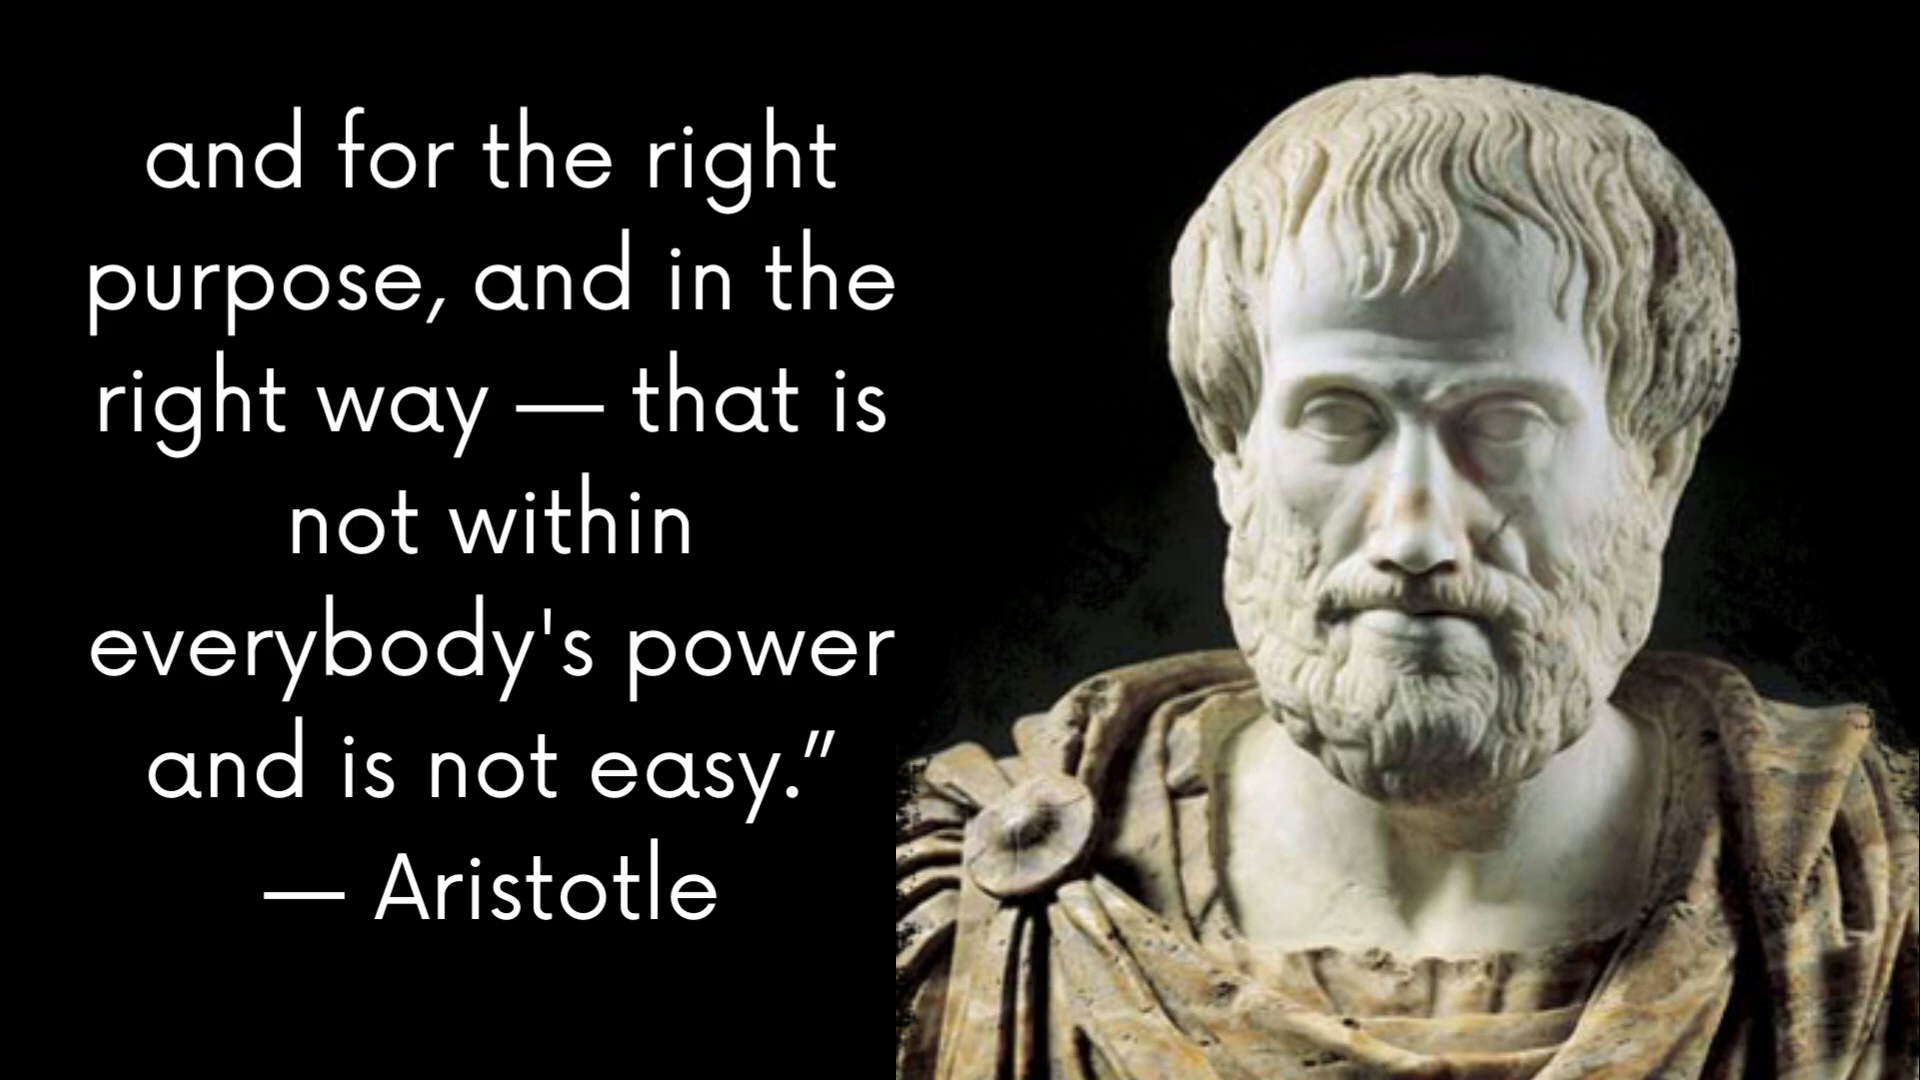 and for the right
purpose, and in the
right way — that is
not within
everybody's power
and is not easy.”
— Aristotle